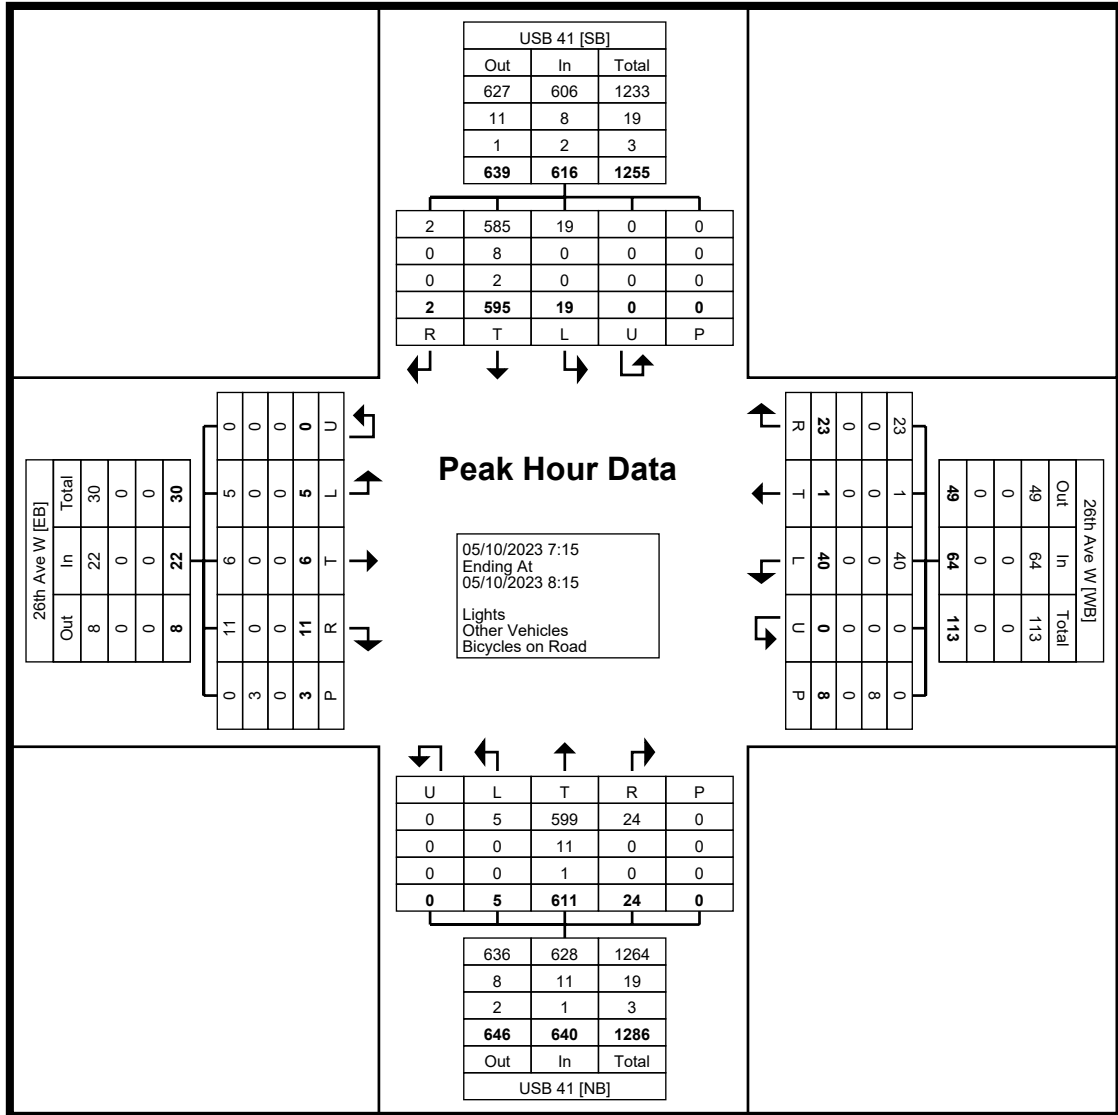 USB 41 [SB]
Out In Total
627 606 1233
11 8 19
1 2 3
639 616 1255
2 585 19 0 0
0 8 0 0 0
0 2 0 0 0
2 595 19 0 0
R T L U P
26th Ave W [EB]
Total 30 0 0 30
In 22 0 0 22
Out 8 0 0 8
0 0 0 0 U
5 0 0 5 L
6 0 0 6 T
11 0 0 11 R
0 3 0 3 P
Peak Hour Data
05/10/2023 7:15
Ending At
05/10/2023 8:15
Lights
Other Vehicles
Bicycles on Road
R 23 0 0 23
T 1 0 0 1
L 40 0 0 40
U 0 0 0 0
P 8 0 8 0
49 0 0 49 Out
64 0 0 64 In
113 0 0 113 Total
26th Ave W [WB]
U L T R P
0 5 599 24 0
0 0 11 0 0
0 0 1 0 0
0 5 611 24 0
636 628 1264
8 11 19
2 1 3
646 640 1286
Out In Total
USB 41 [NB]